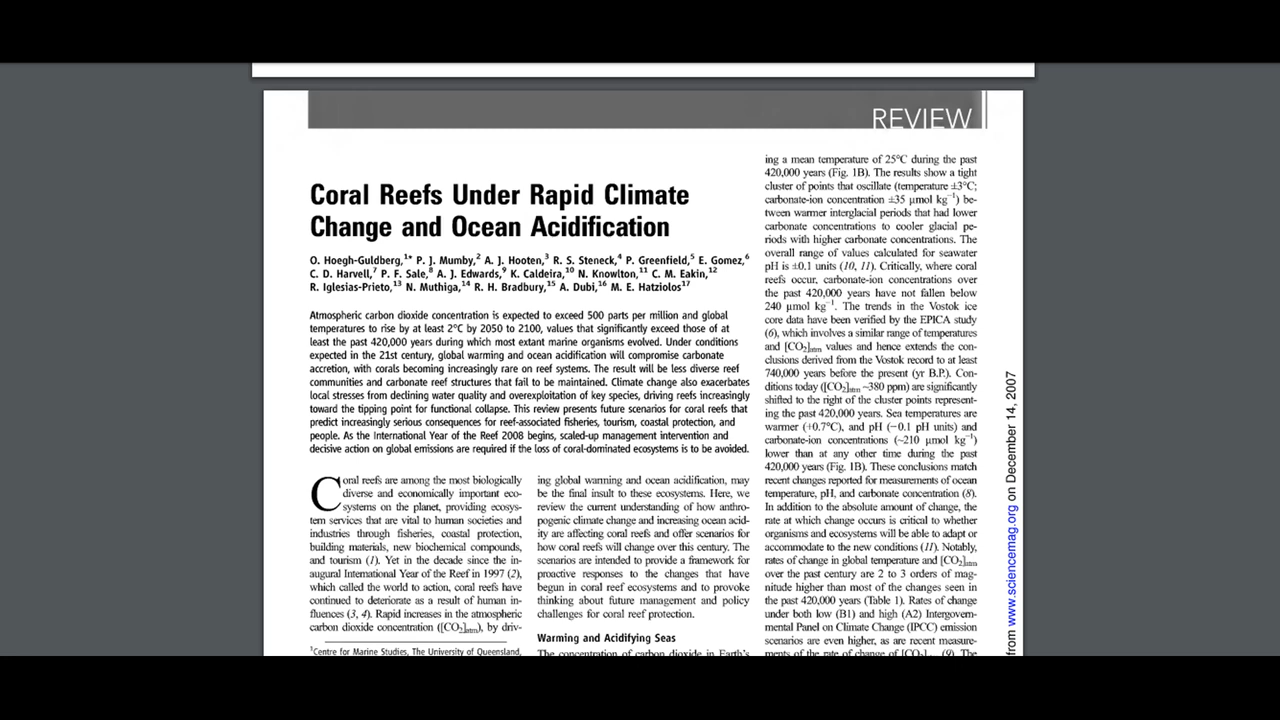 REVIEW
Coral Reefs Under Rapid Climate
Change and Ocean Acidification
O. Hoegh-Guldberg,1* P. J. Mumby,2 A. J. Hooten,3 R. S. Steneck,4 P. Greenfield,5 E. Gomez,6
C. D. Harvell,7 P. F. Sale,8 A. J. Edwards,9 K. Caldeira,10 N. Knowlton,11 C. M. Eakin,12
R. Iglesias-Prieto,13 N. Muthiga,14 R. H. Bradbury,15 A. Dubi,16 M. E. Hatziolos17
Atmospheric carbon dioxide concentration is expected to exceed 500 parts per million and global
temperatures to rise by at least 2°C by 2050 to 2100, values that significantly exceed those of at
least the past 420,000 years during which most extant marine organisms evolved. Under conditions
expected in the 21st century, global warming and ocean acidification will compromise carbonate
accretion, with corals becoming increasingly rare on reef systems. The result will be less diverse reef
communities and carbonate reef structures that fail to be maintained. Climate change also exacerbates
local stresses from declining water quality and overexploitation of key species, driving reefs increasingly
toward the tipping point for functional collapse. This review presents future scenarios for coral reefs that
predict increasingly serious consequences for reef-associated fisheries, tourism, coastal protection, and
people. As the International Year of the Reef 2008 begins, scaled-up management intervention and
decisive action on global emissions are required if the loss of coral-dominated ecosystems is to be avoided.
Coral reefs are among the most biologically
diverse and economically important eco-
systems on the planet, providing ecosys-
tem services that are vital to human societies and
industries through fisheries, coastal protection,
building materials, new biochemical compounds,
and tourism (1). Yet in the decade since the in-
augural International Year of the Reef in 1997 (2),
which called the world to action, coral reefs have
continued to deteriorate as a result of human in-
fluences (3, 4). Rapid increases in the atmospheric
carbon dioxide concentration ([CO2]atm), by driv-
1Centre for Marine Studies, The University of Queensland,
ing global warming and ocean acidification, may
be the final insult to these ecosystems. Here, we
review the current understanding of how anthro-
pogenic climate change and increasing ocean acid-
ity are affecting coral reefs and offer scenarios for
how coral reefs will change over this century. The
scenarios are intended to provide a framework for
proactive responses to the changes that have
begun in coral reef ecosystems and to provoke
thinking about future management and policy
challenges for coral reef protection.
Warming and Acidifying Seas
The concentration of carbon dioxide in Earth's
ing a mean temperature of 25°C during the past
420,000 years (Fig. 1B). The results show a tight
cluster of points that oscillate (temperature ±3°C;
carbonate-ion concentration ±35 µmol kg−1) be-
tween warmer interglacial periods that had lower
carbonate concentrations to cooler glacial pe-
riods with higher carbonate concentrations. The
overall range of values calculated for seawater
pH is ±0.1 units (10, 11). Critically, where coral
reefs occur, carbonate-ion concentrations over
the past 420,000 years have not fallen below
240 µmol kg−1. The trends in the Vostok ice
core data have been verified by the EPICA study
(6), which involves a similar range of temperatures
and [CO2]atm values and hence extends the con-
clusions derived from the Vostok record to at least
740,000 years before the present (yr B.P.). Con-
ditions today ([CO2]atm ~380 ppm) are significantly
shifted to the right of the cluster points represent-
ing the past 420,000 years. Sea temperatures are
warmer (+0.7°C), and pH (−0.1 pH units) and
carbonate-ion concentrations (~210 µmol kg−1)
lower than at any other time during the past
420,000 years (Fig. 1B). These conclusions match
recent changes reported for measurements of ocean
temperature, pH, and carbonate concentration (8).
In addition to the absolute amount of change, the
rate at which change occurs is critical to whether
organisms and ecosystems will be able to adapt or
accommodate to the new conditions (11). Notably,
rates of change in global temperature and [CO2]atm
over the past century are 2 to 3 orders of mag-
nitude higher than most of the changes seen in
the past 420,000 years (Table 1). Rates of change
under both low (B1) and high (A2) Intergovern-
mental Panel on Climate Change (IPCC) emission
scenarios are even higher, as are recent measure-
ments of the rate of change of [CO2]atm (9). The
from www.sciencemag.org on December 14, 2007